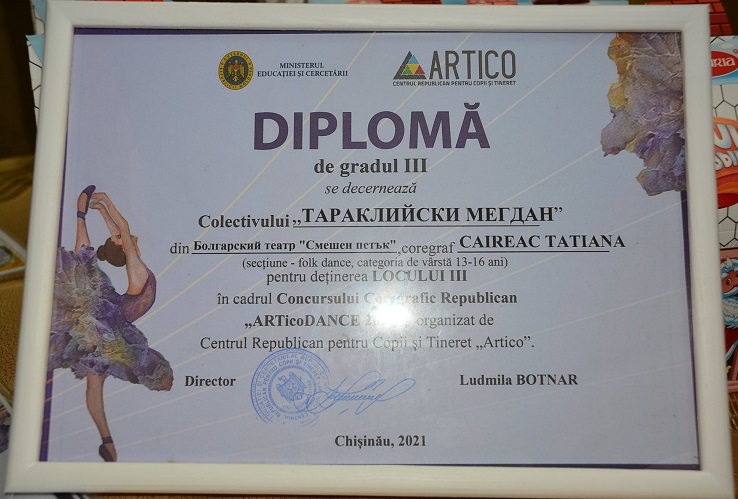 MINISTERUL
EDUCAȚIEI ȘI CERCETĂRII
ARTICO
CENTRUL REPUBLICAN PENTRU COPII ȘI TINERET
DIPLOMĂ
de gradul III
se decernează
Colectivului „ТАРАКЛИЙСКИ МЕГДАН”
din Болгарский театр "Смешен петък", coregraf CAIREAC TATIANA
(secțiune - folk dance, categoria de vârstă 13-16 ani)
pentru deținerea LOCULUI III
în cadrul Concursului Coregrafic Republican
„ARTicoDANCE organizat de
Centrul Republican pentru Copii și Tineret „Artico”.
Director Ludmila BOTNAR
Chișinău, 2021